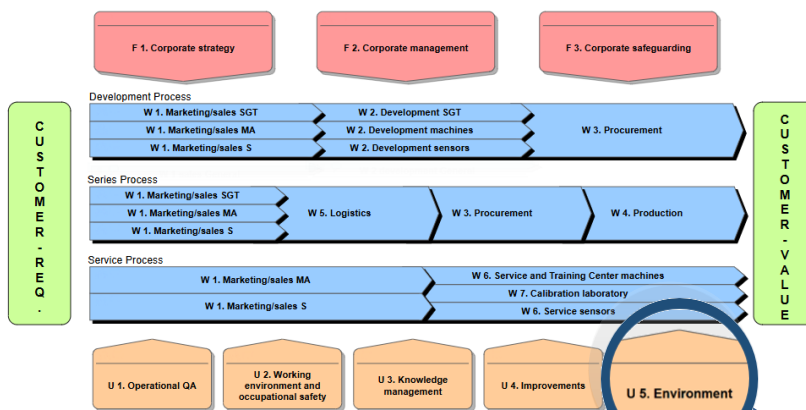 F 1. Corporate strategy
F 2. Corporate management
F 3. Corporate safeguarding
CUSTOMER-REQ.
Development Process
W 1. Marketing/sales SGT
W 1. Marketing/sales MA
W 1. Marketing/sales S
W 2. Development SGT
W 2. Development machines
W 2. Development sensors
W 3. Procurement
Series Process
W 1. Marketing/sales SGT
W 1. Marketing/sales MA
W 1. Marketing/sales S
W 5. Logistics
W 3. Procurement
W 4. Production
Service Process
W 1. Marketing/sales MA
W 1. Marketing/sales S
W 6. Service and Training Center machines
W 7. Calibration laboratory
W 6. Service sensors
CUSTOMER-VALUE
U 1. Operational QA
U 2. Working
environment and
occupational safety
U 3. Knowledge
management
U 4. Improvements
U 5. Environment